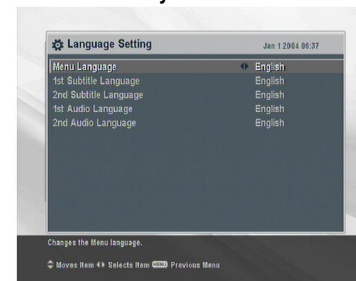 Language Setting
Jan 1 2004 06:37
Menu Language English
1st Subtitle Language English
2nd Subtitle Language English
1st Audio Language English
2nd Audio Language English
Changes the Menu language.
Moves Item Selects Item MENU Previous Menu